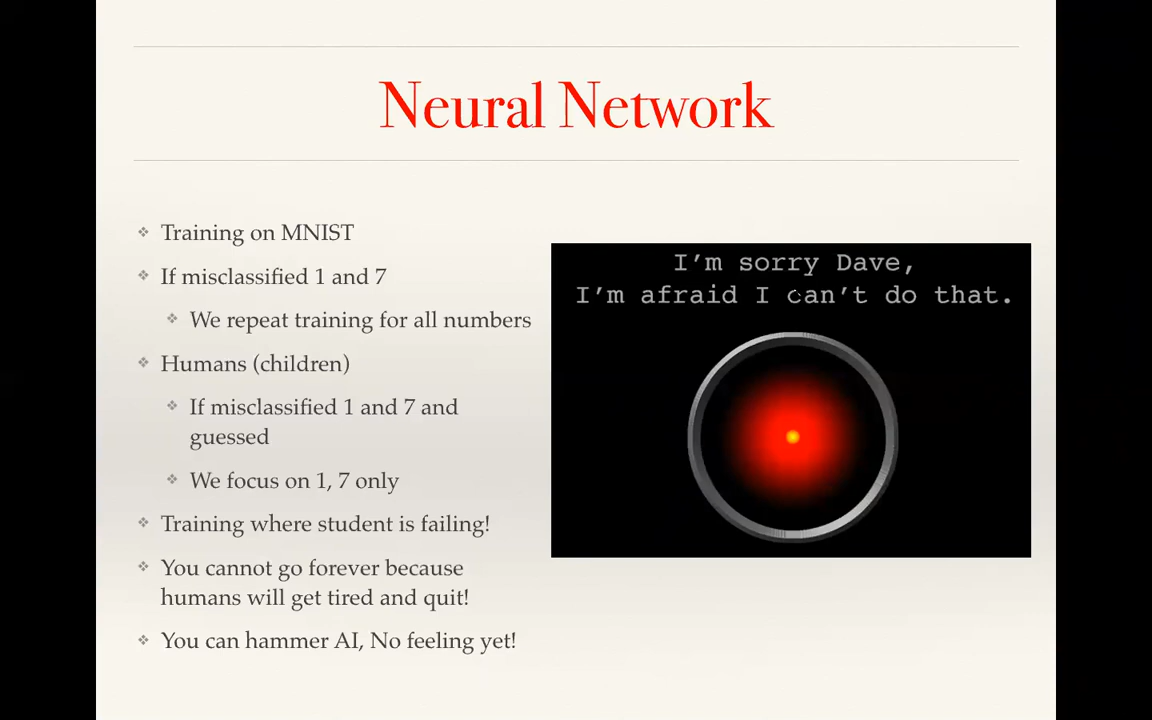 Neural Network
Training on MNIST
If misclassified 1 and 7
We repeat training for all numbers
Humans (children)
If misclassified 1 and 7 and
guessed
We focus on 1, 7 only
Training where student is failing!
You cannot go forever because
humans will get tired and quit!
You can hammer AI, No feeling yet!
I'm sorry Dave,
I'm afraid I can't do that.